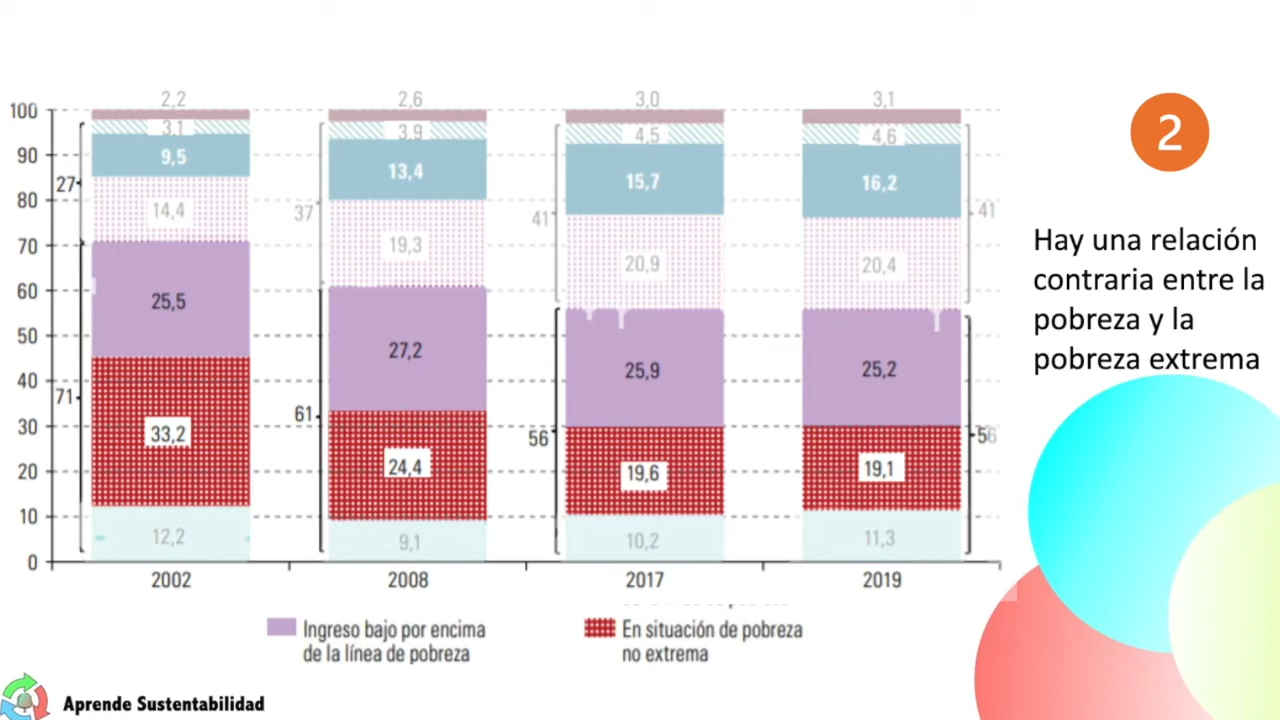 2,2 2,6 3,0 3,1
100
3,1 3,9 4,5 4,6
90
9,5 13,4 15,7 16,2
27
80
14,4 37 19,3 41 20,9 20,4 41
70
60
25,5 27,2 25,9 25,2
50
40
71 61 56 56
30
33,2 24,4 19,6 19,1
20
10
12,2 9,1 10,2 11,3
0
2002 2008 2017 2019
Ingreso bajo por encima
de la línea de pobreza
En situación de pobreza
no extrema
2
Hay una relación
contraria entre la
pobreza y la
pobreza extrema
Aprende Sustentabilidad